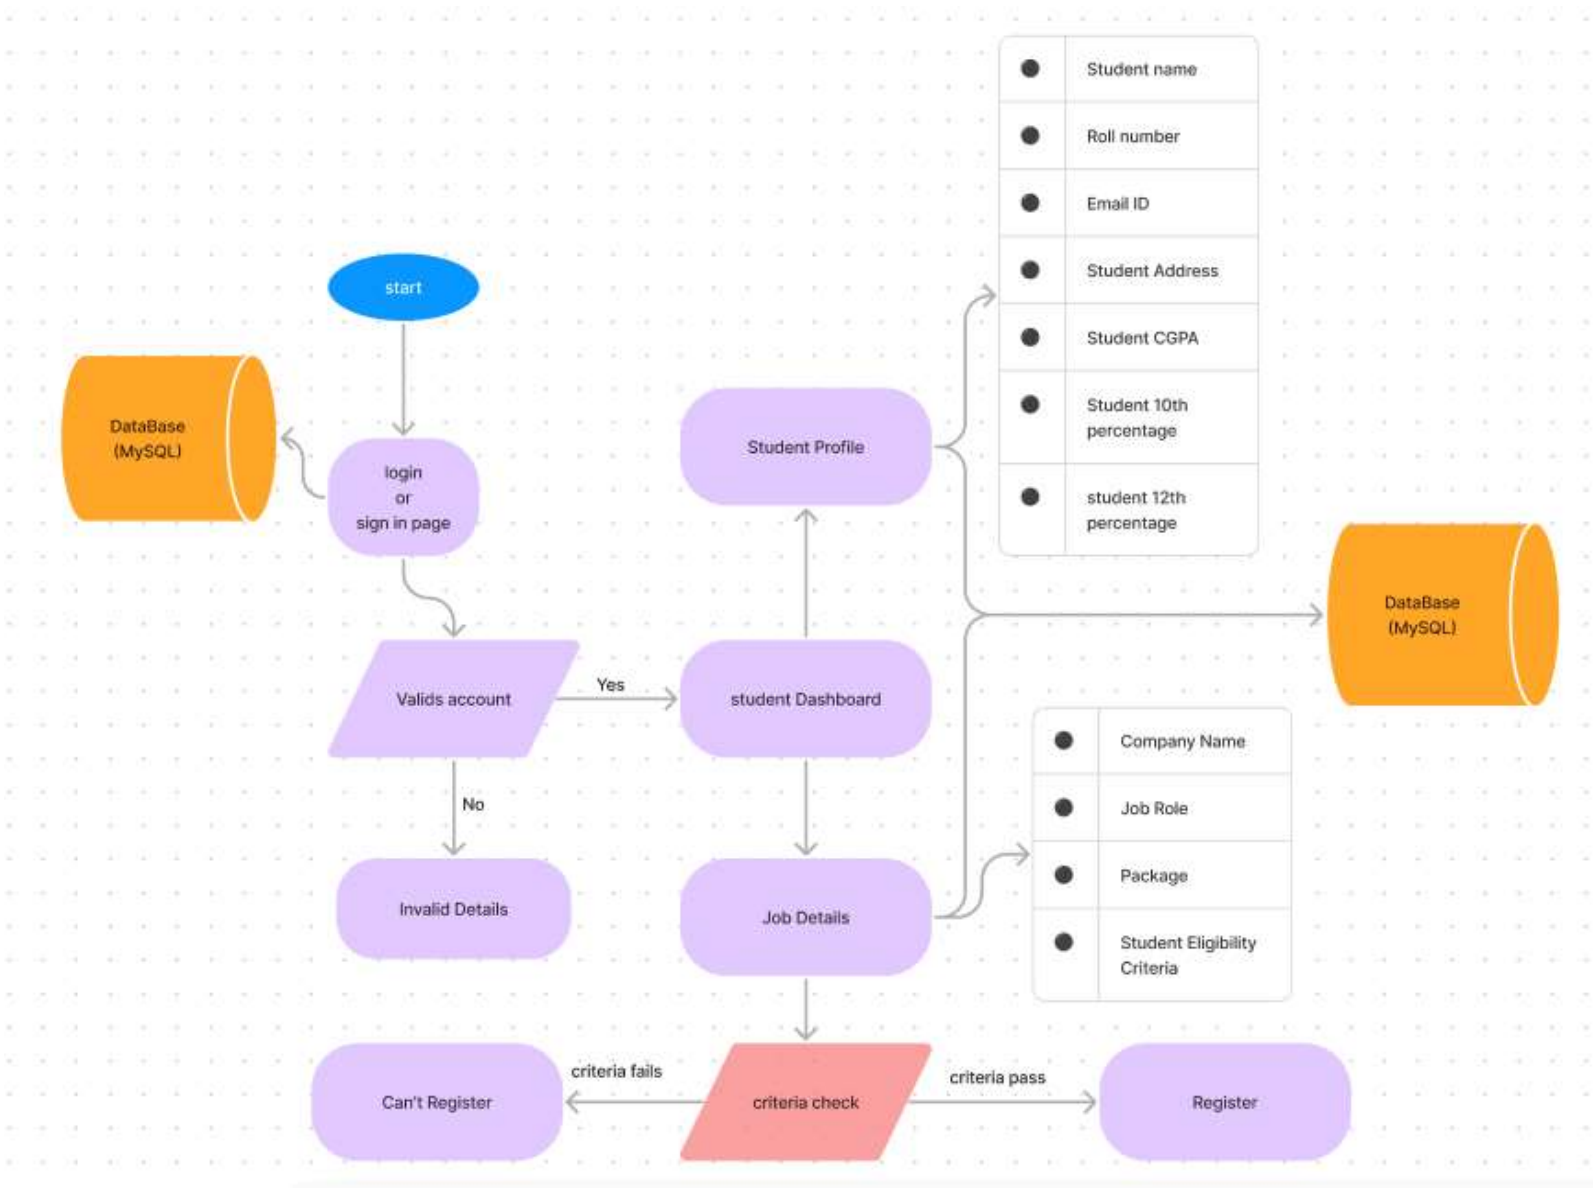 start
DataBase
(MySQL)
login
or
sign in page
Valids account
Yes
No
Invalid Details
student Dashboard
Student Profile
Student name
Roll number
Email ID
Student Address
Student CGPA
Student 10th
percentage
student 12th
percentage
DataBase
(MySQL)
Job Details
Company Name
Job Role
Package
Student Eligibility
Criteria
criteria check
criteria fails
Can't Register
criteria pass
Register